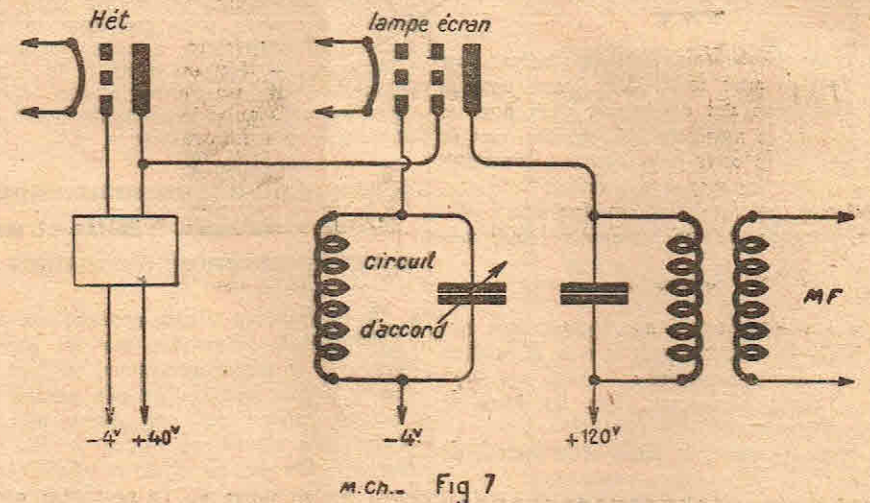 Hét
lampe écran
circuit
d'accord
MF
-4ᵛ +40ᵛ
-4ᵛ
+120ᵛ
M.Ch._ Fig 7